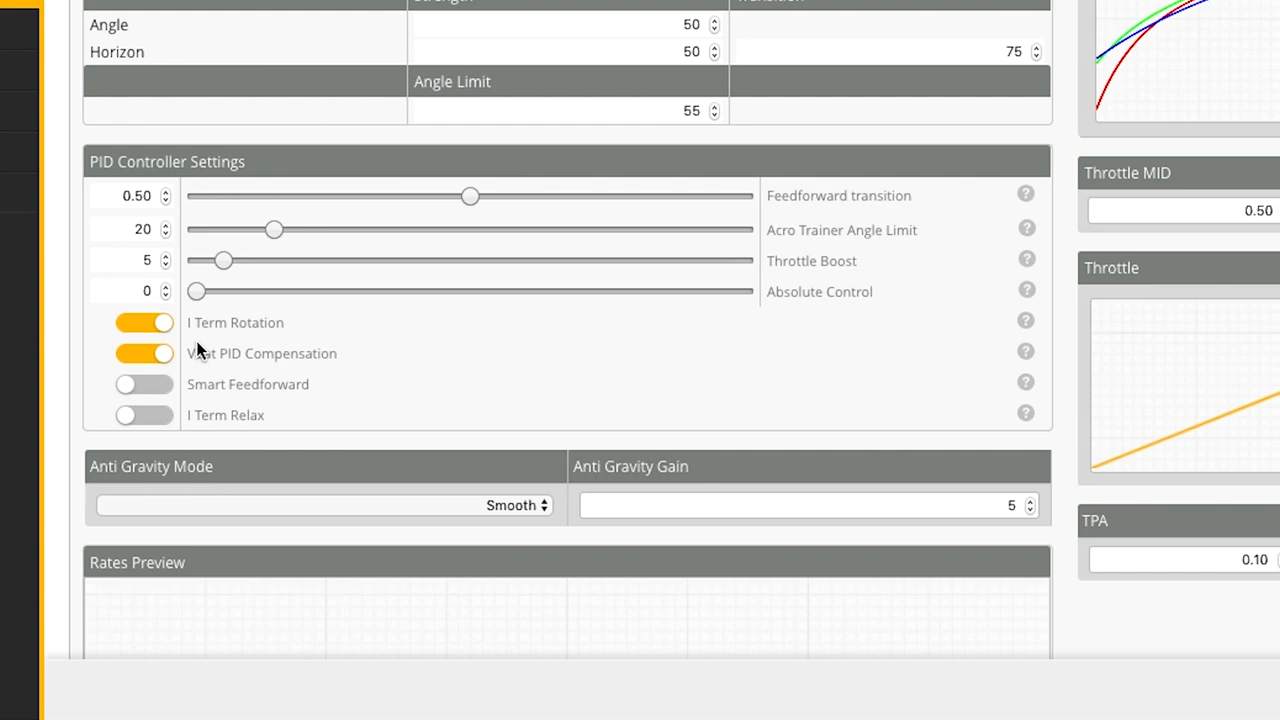 Angle 50
Horizon 50 75
Angle Limit
55
PID Controller Settings
0.50 Feedforward transition
20 Acro Trainer Angle Limit
5 Throttle Boost
0 Absolute Control
I Term Rotation
PID Compensation
Smart Feedforward
I Term Relax
Anti Gravity Mode Anti Gravity Gain
Smooth 5
Rates Preview
Throttle MID
0.50
Throttle
TPA
0.10